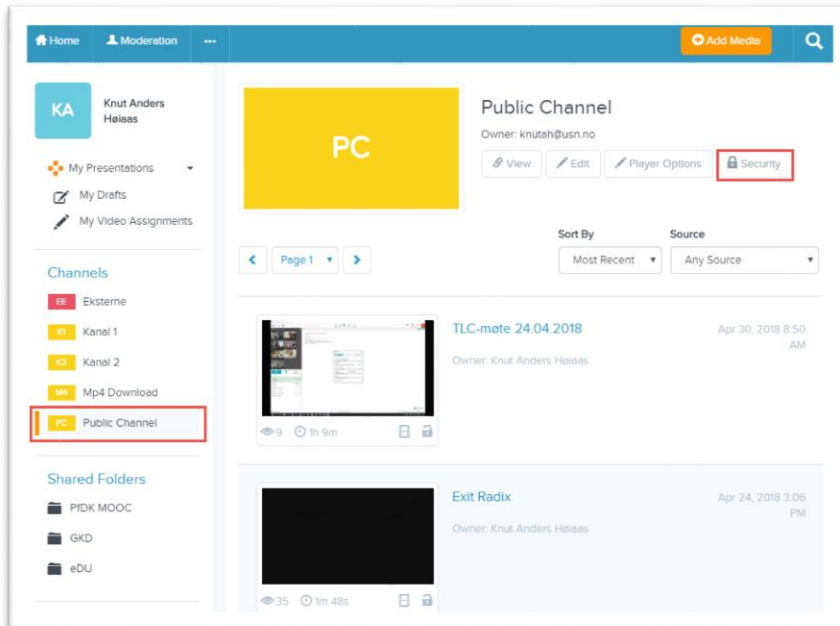 Home Moderation ... Add Media
KA
Knut Anders
Høiaas
My Presentations
My Drafts
My Video Assignments
Channels
EE Eksterne
K1 Kanal 1
K2 Kanal 2
M4 Mp4 Download
PC Public Channel
Shared Folders
PfDK MOOC
GKD
eDU
PC
Public Channel
Owner: knutah@usn.no
View Edit Player Options Security
Sort By Source
Page 1 Most Recent Any Source
TLC-møte 24.04.2018 Apr 30, 2018 8:50
AM
Owner: Knut Anders Høiaas
9 1h 9m
Exit Radix Apr 24, 2018 3:06
PM
Owner: Knut Anders Høiaas
35 1m 48s